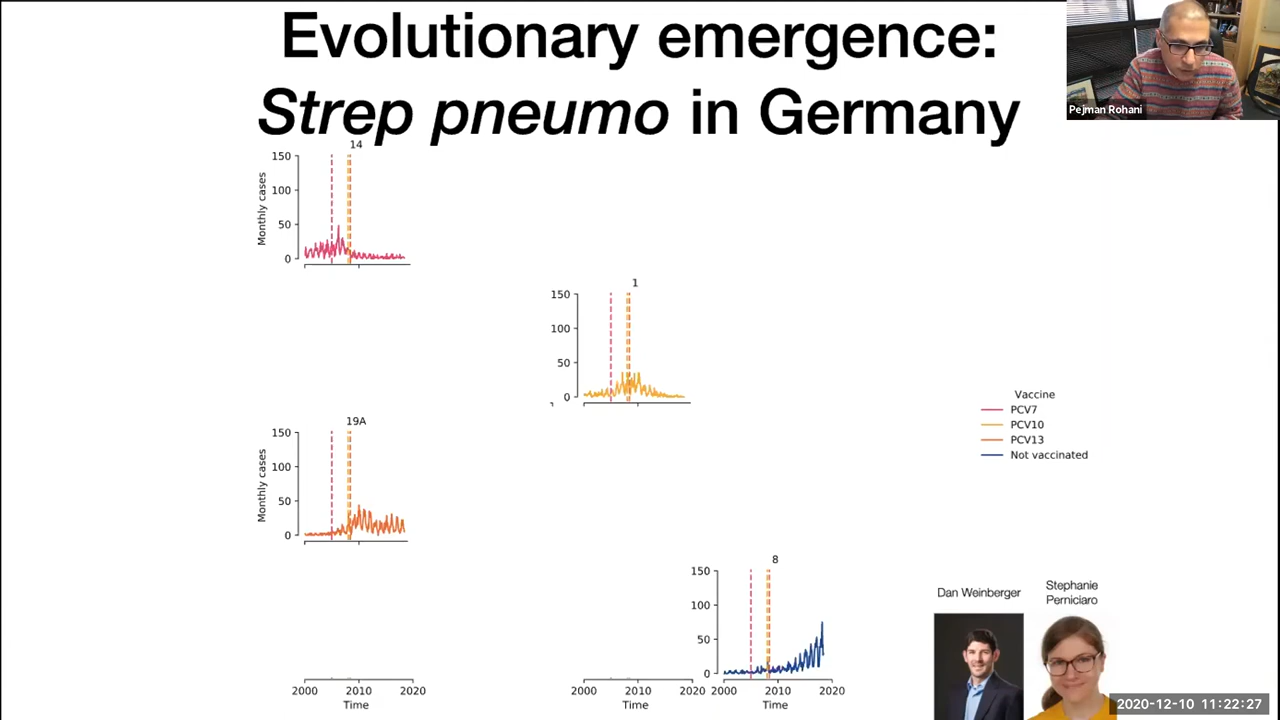 Evolutionary emergence:
Strep pneumo in Germany
Pejman Rohani
14
150
100
50
0
Monthly cases
1
150
100
50
0
Vaccine
PCV7
PCV10
PCV13
Not vaccinated
19A
150
100
50
0
Monthly cases
8
150
100
50
0
2000 2010 2020
Time
2000 2010 2020
Time
2000 2010 2020
Time
Dan Weinberger
Stephanie
Perniciaro
2020-12-10 11:22:27